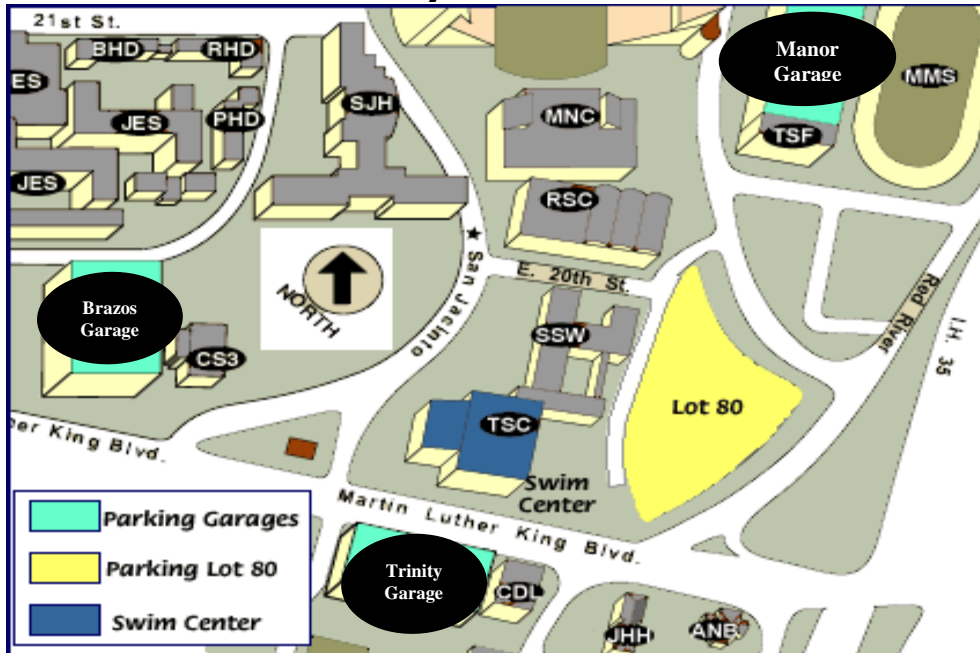 21st St.
BHD
RHD
ES
JES
PHD
SJH
MNC
Manor
Garage
MMS
TSF
JES
RSC
NORTH
San Jacinto
E. 20th St.
Red River
I.H. 35
Brazos
Garage
CS3
SSW
Lot 80
TSC
Swim
Center
her King Blvd.
Martin Luther King Blvd.
Parking Garages
Parking Lot 80
Swim Center
Trinity
Garage
CDL
JHH
ANB